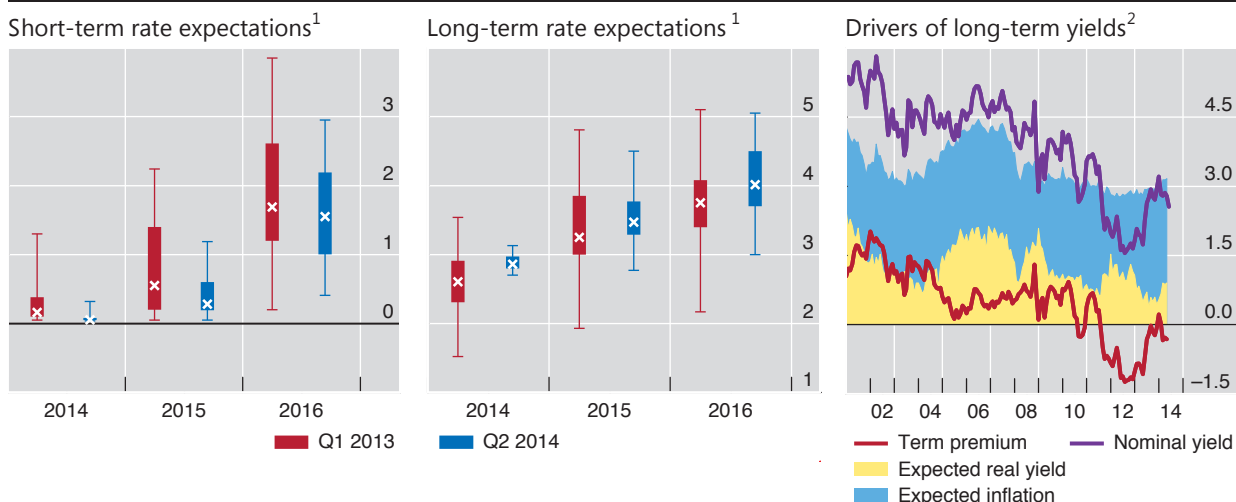 Short-term rate expectations1
Long-term rate expectations 1
Drivers of long-term yields2
3
2
1
0
2014 2015 2016
5
4
3
2
1
2014 2015 2016
4.5
3.0
1.5
0.0
–1.5
02 04 06 08 10 12 14
Q1 2013
Q2 2014
Term premium
Nominal yield
Expected real yield
Expected inflation